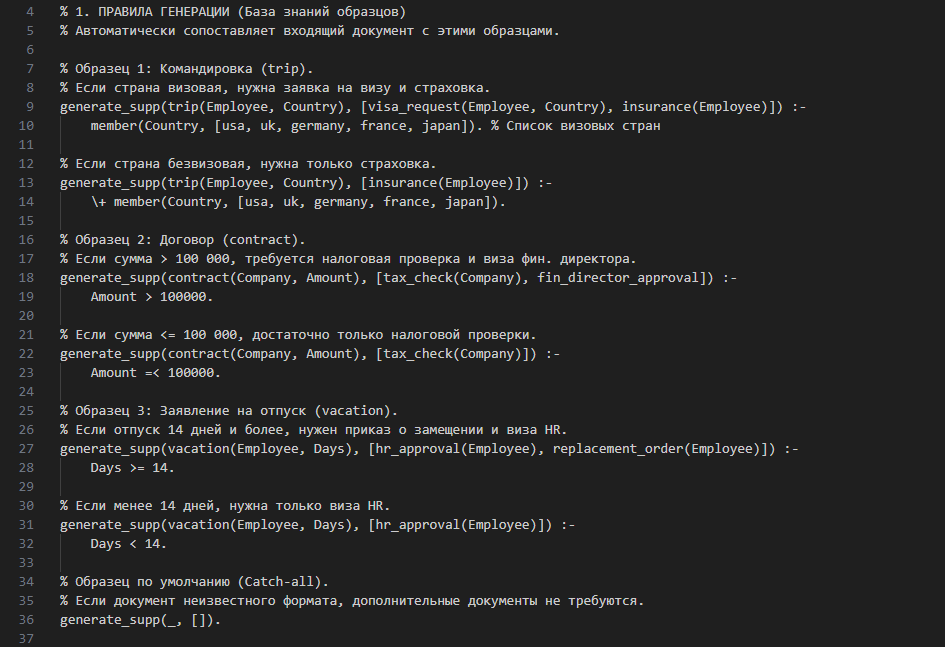 4 % 1. ПРАВИЛА ГЕНЕРАЦИИ (База знаний образцов)
5 % Автоматически сопоставляет входящий документ с этими образцами.
6
7 % Образец 1: Командировка (trip).
8 % Если страна визовая, нужна заявка на визу и страховка.
9 generate_supp(trip(Employee, Country), [visa_request(Employee, Country), insurance(Employee)]) :-
10     member(Country, [usa, uk, germany, france, japan]). % Список визовых стран
11
12 % Если страна безвизовая, нужна только страховка.
13 generate_supp(trip(Employee, Country), [insurance(Employee)]) :-
14     \+ member(Country, [usa, uk, germany, france, japan]).
15
16 % Образец 2: Договор (contract).
17 % Если сумма > 100 000, требуется налоговая проверка и виза фин. директора.
18 generate_supp(contract(Company, Amount), [tax_check(Company), fin_director_approval]) :-
19     Amount > 100000.
20
21 % Если сумма <= 100 000, достаточно только налоговой проверки.
22 generate_supp(contract(Company, Amount), [tax_check(Company)]) :-
23     Amount =< 100000.
24
25 % Образец 3: Заявление на отпуск (vacation).
26 % Если отпуск 14 дней и более, нужен приказ о замещении и виза HR.
27 generate_supp(vacation(Employee, Days), [hr_approval(Employee), replacement_order(Employee)]) :-
28     Days >= 14.
29
30 % Если менее 14 дней, нужна только виза HR.
31 generate_supp(vacation(Employee, Days), [hr_approval(Employee)]) :-
32     Days < 14.
33
34 % Образец по умолчанию (Catch-all).
35 % Если документ неизвестного формата, дополнительные документы не требуются.
36 generate_supp(_, []).
37